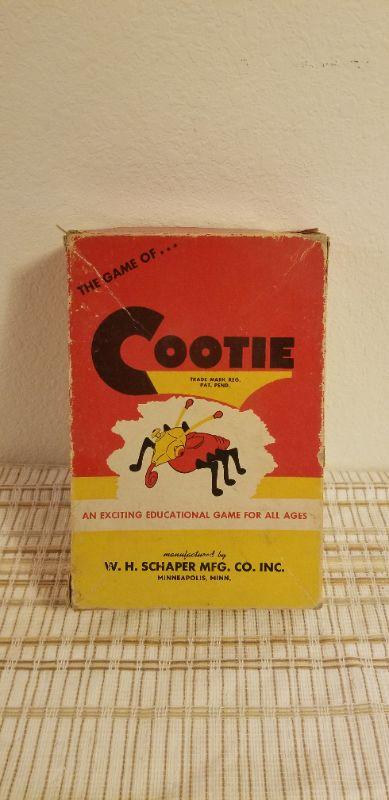 THE GAME OF...
COOTIE
TRADE MARK REG.
PAT. PEND.
AN EXCITING EDUCATIONAL GAME FOR ALL AGES
manufactured by
W. H. SCHAPER MFG. CO. INC.
MINNEAPOLIS, MINN.